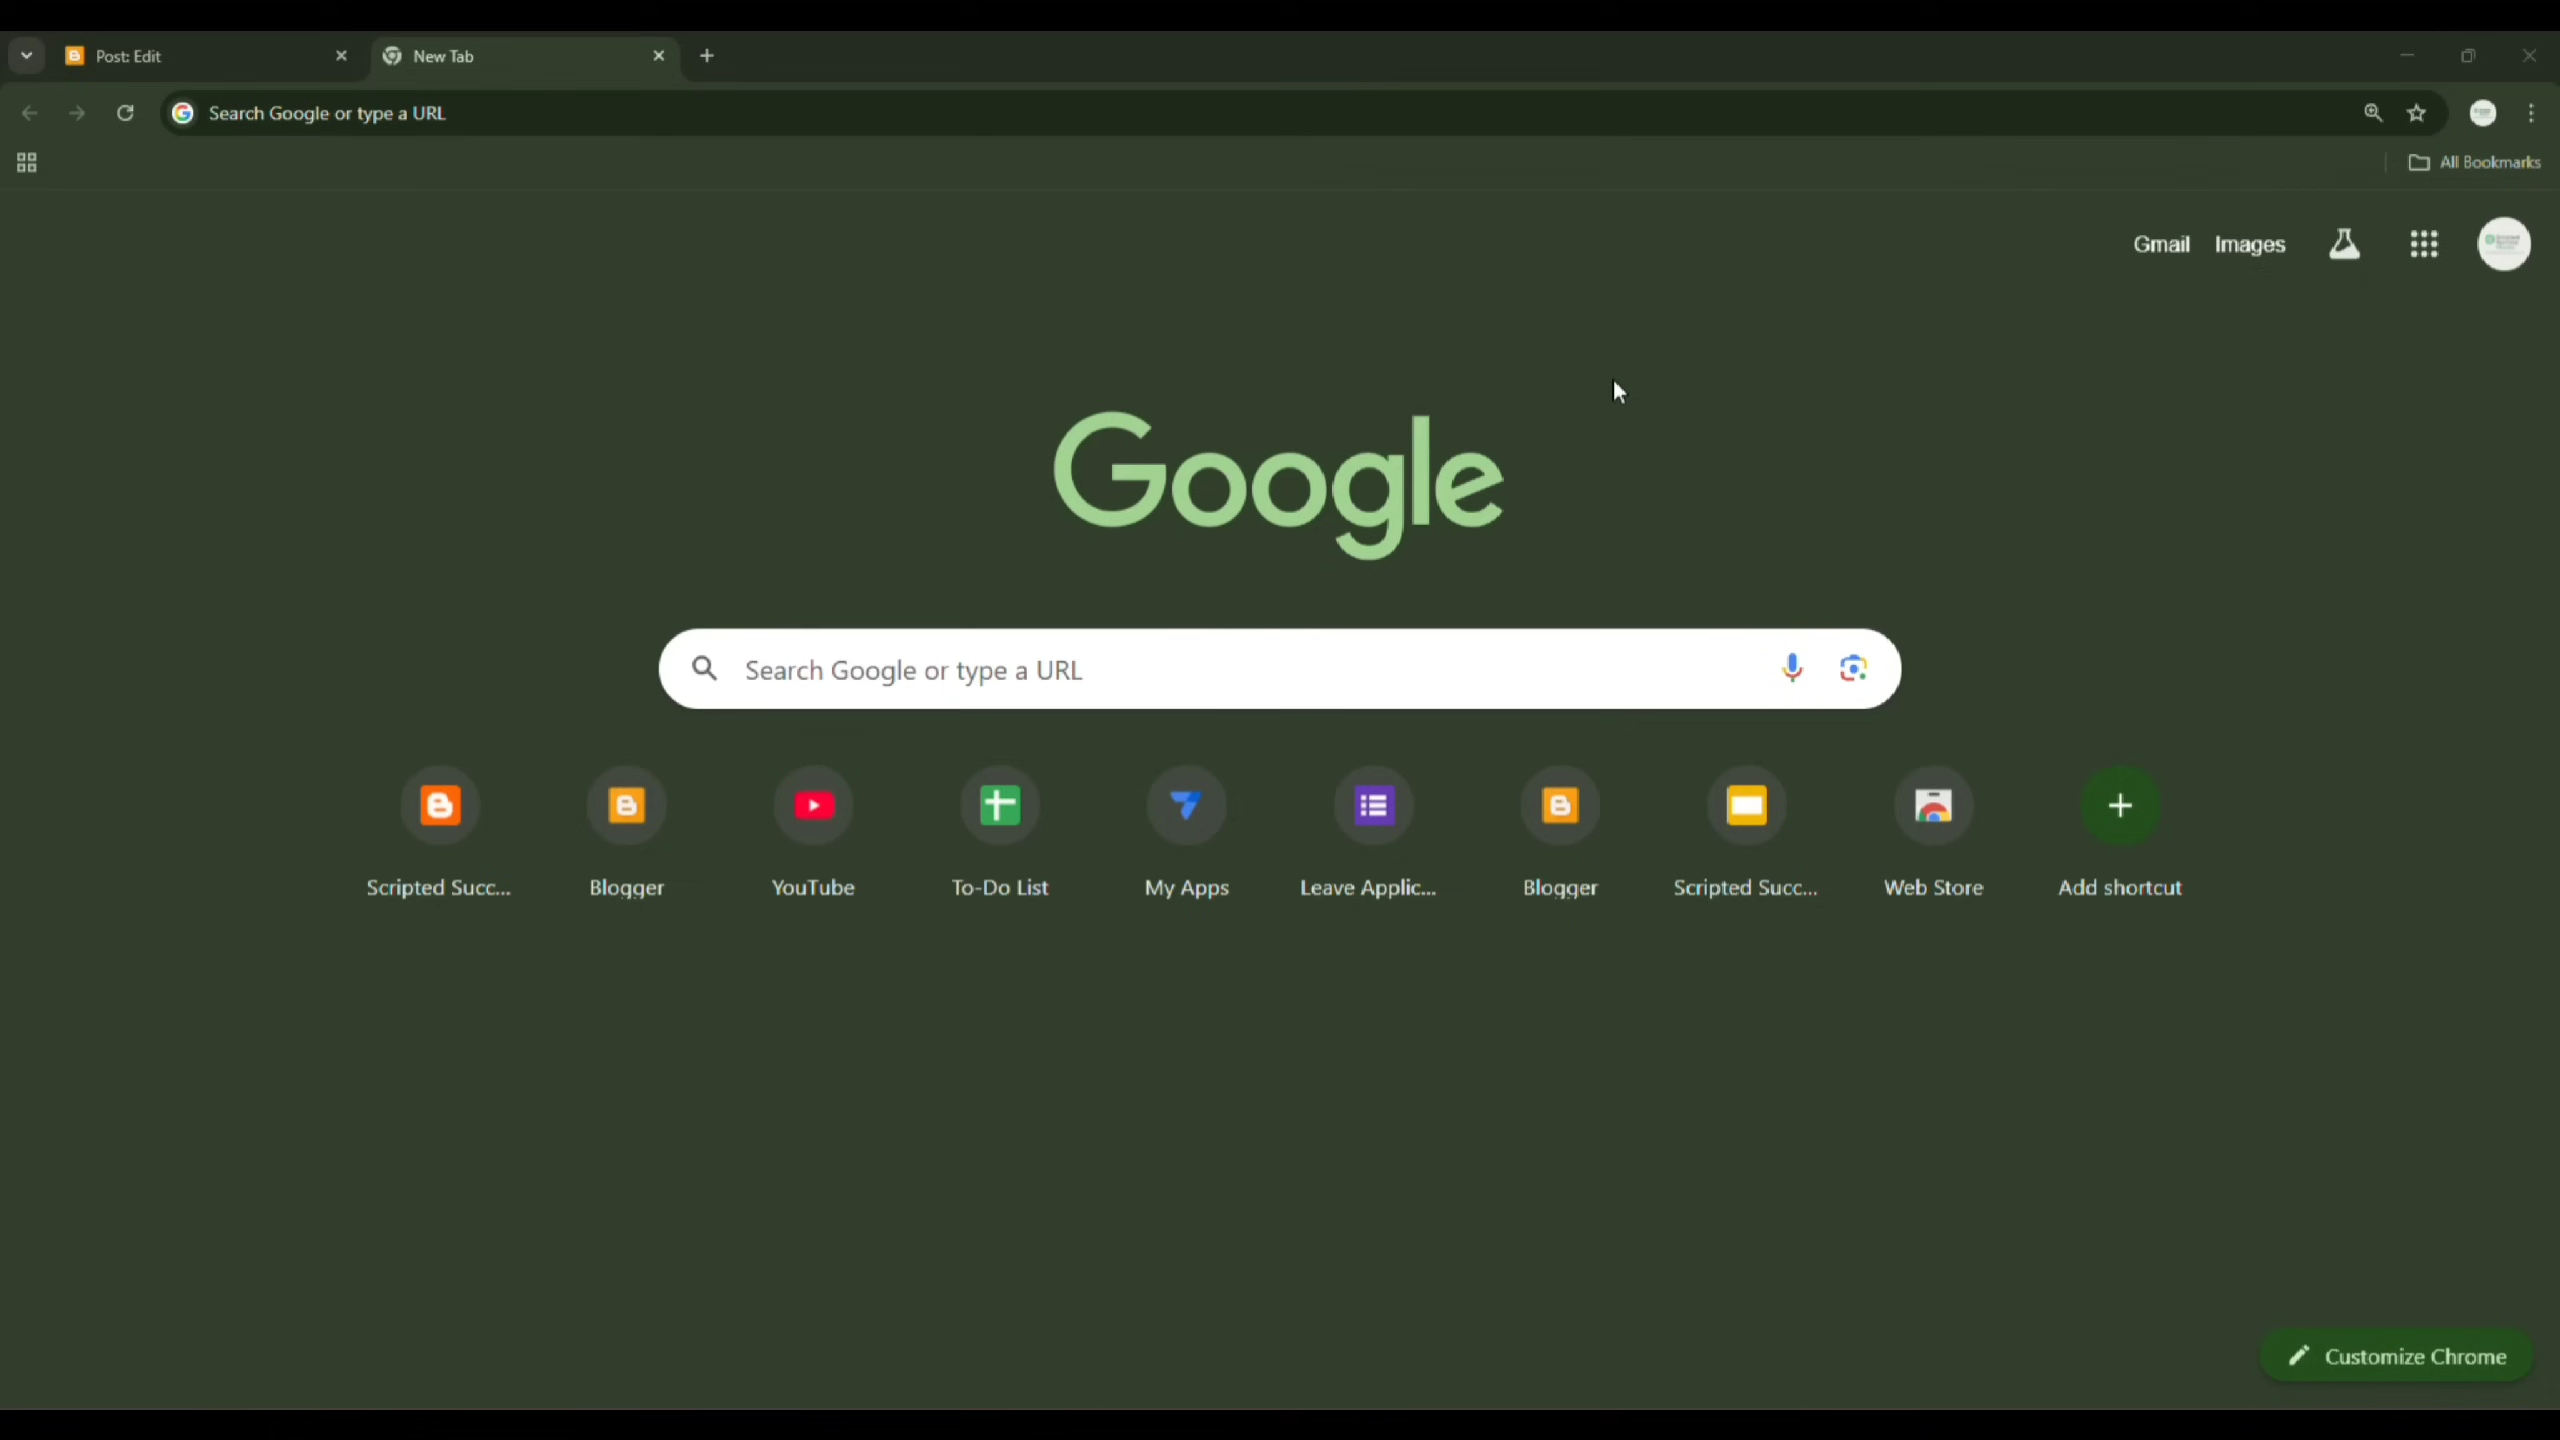 Post: Edit
New Tab
Search Google or type a URL
All Bookmarks
Gmail Images
Google
Search Google or type a URL
Scripted Succ... Blogger YouTube To-Do List My Apps Leave Applic... Blogger Scripted Succ... Web Store Add shortcut
Customize Chrome